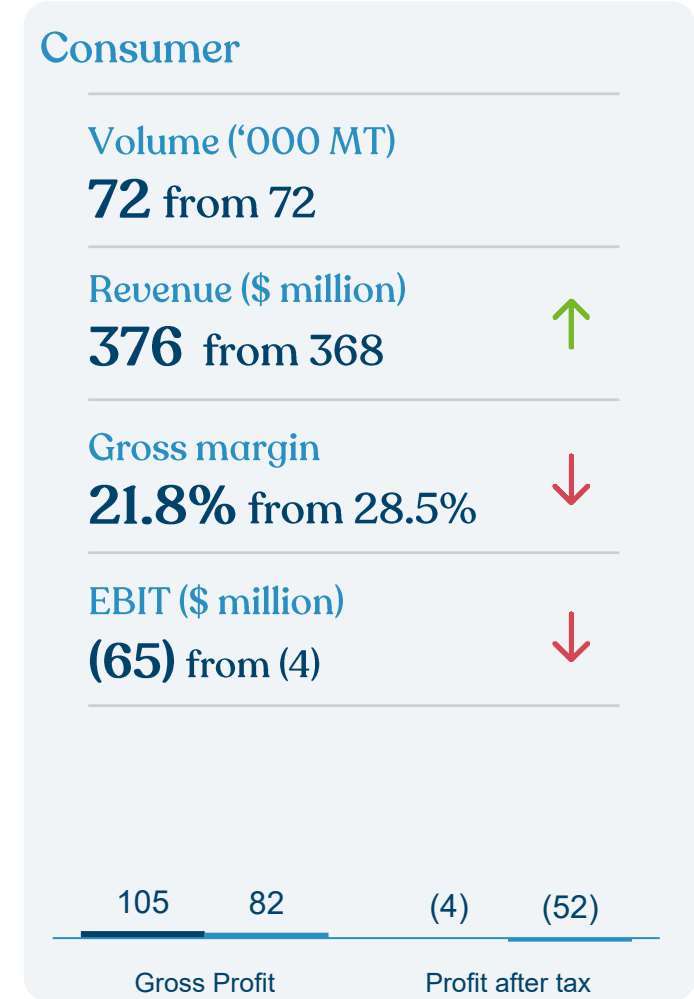 Consumer
Volume (‘000 MT)
72 from 72
Revenue ($ million)
376 from 368
Gross margin
21.8% from 28.5%
EBIT ($ million)
(65) from (4)
105 82 (4) (52)
Gross Profit Profit after tax